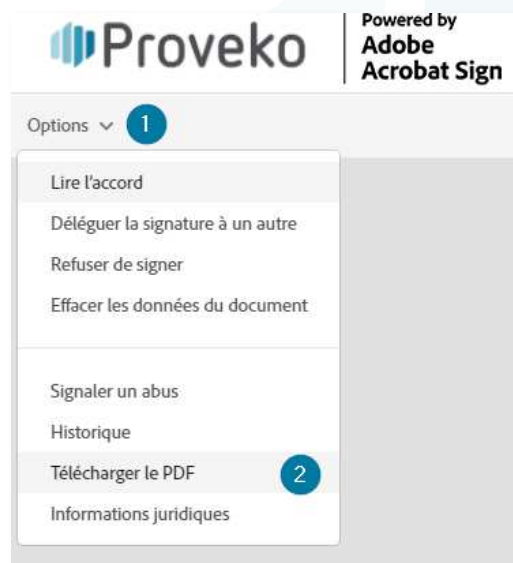 Proveko
Powered by
Adobe
Acrobat Sign
Options 1
Lire l'accord
Déléguer la signature à un autre
Refuser de signer
Effacer les données du document
Signaler un abus
Historique
Télécharger le PDF 2
Informations juridiques